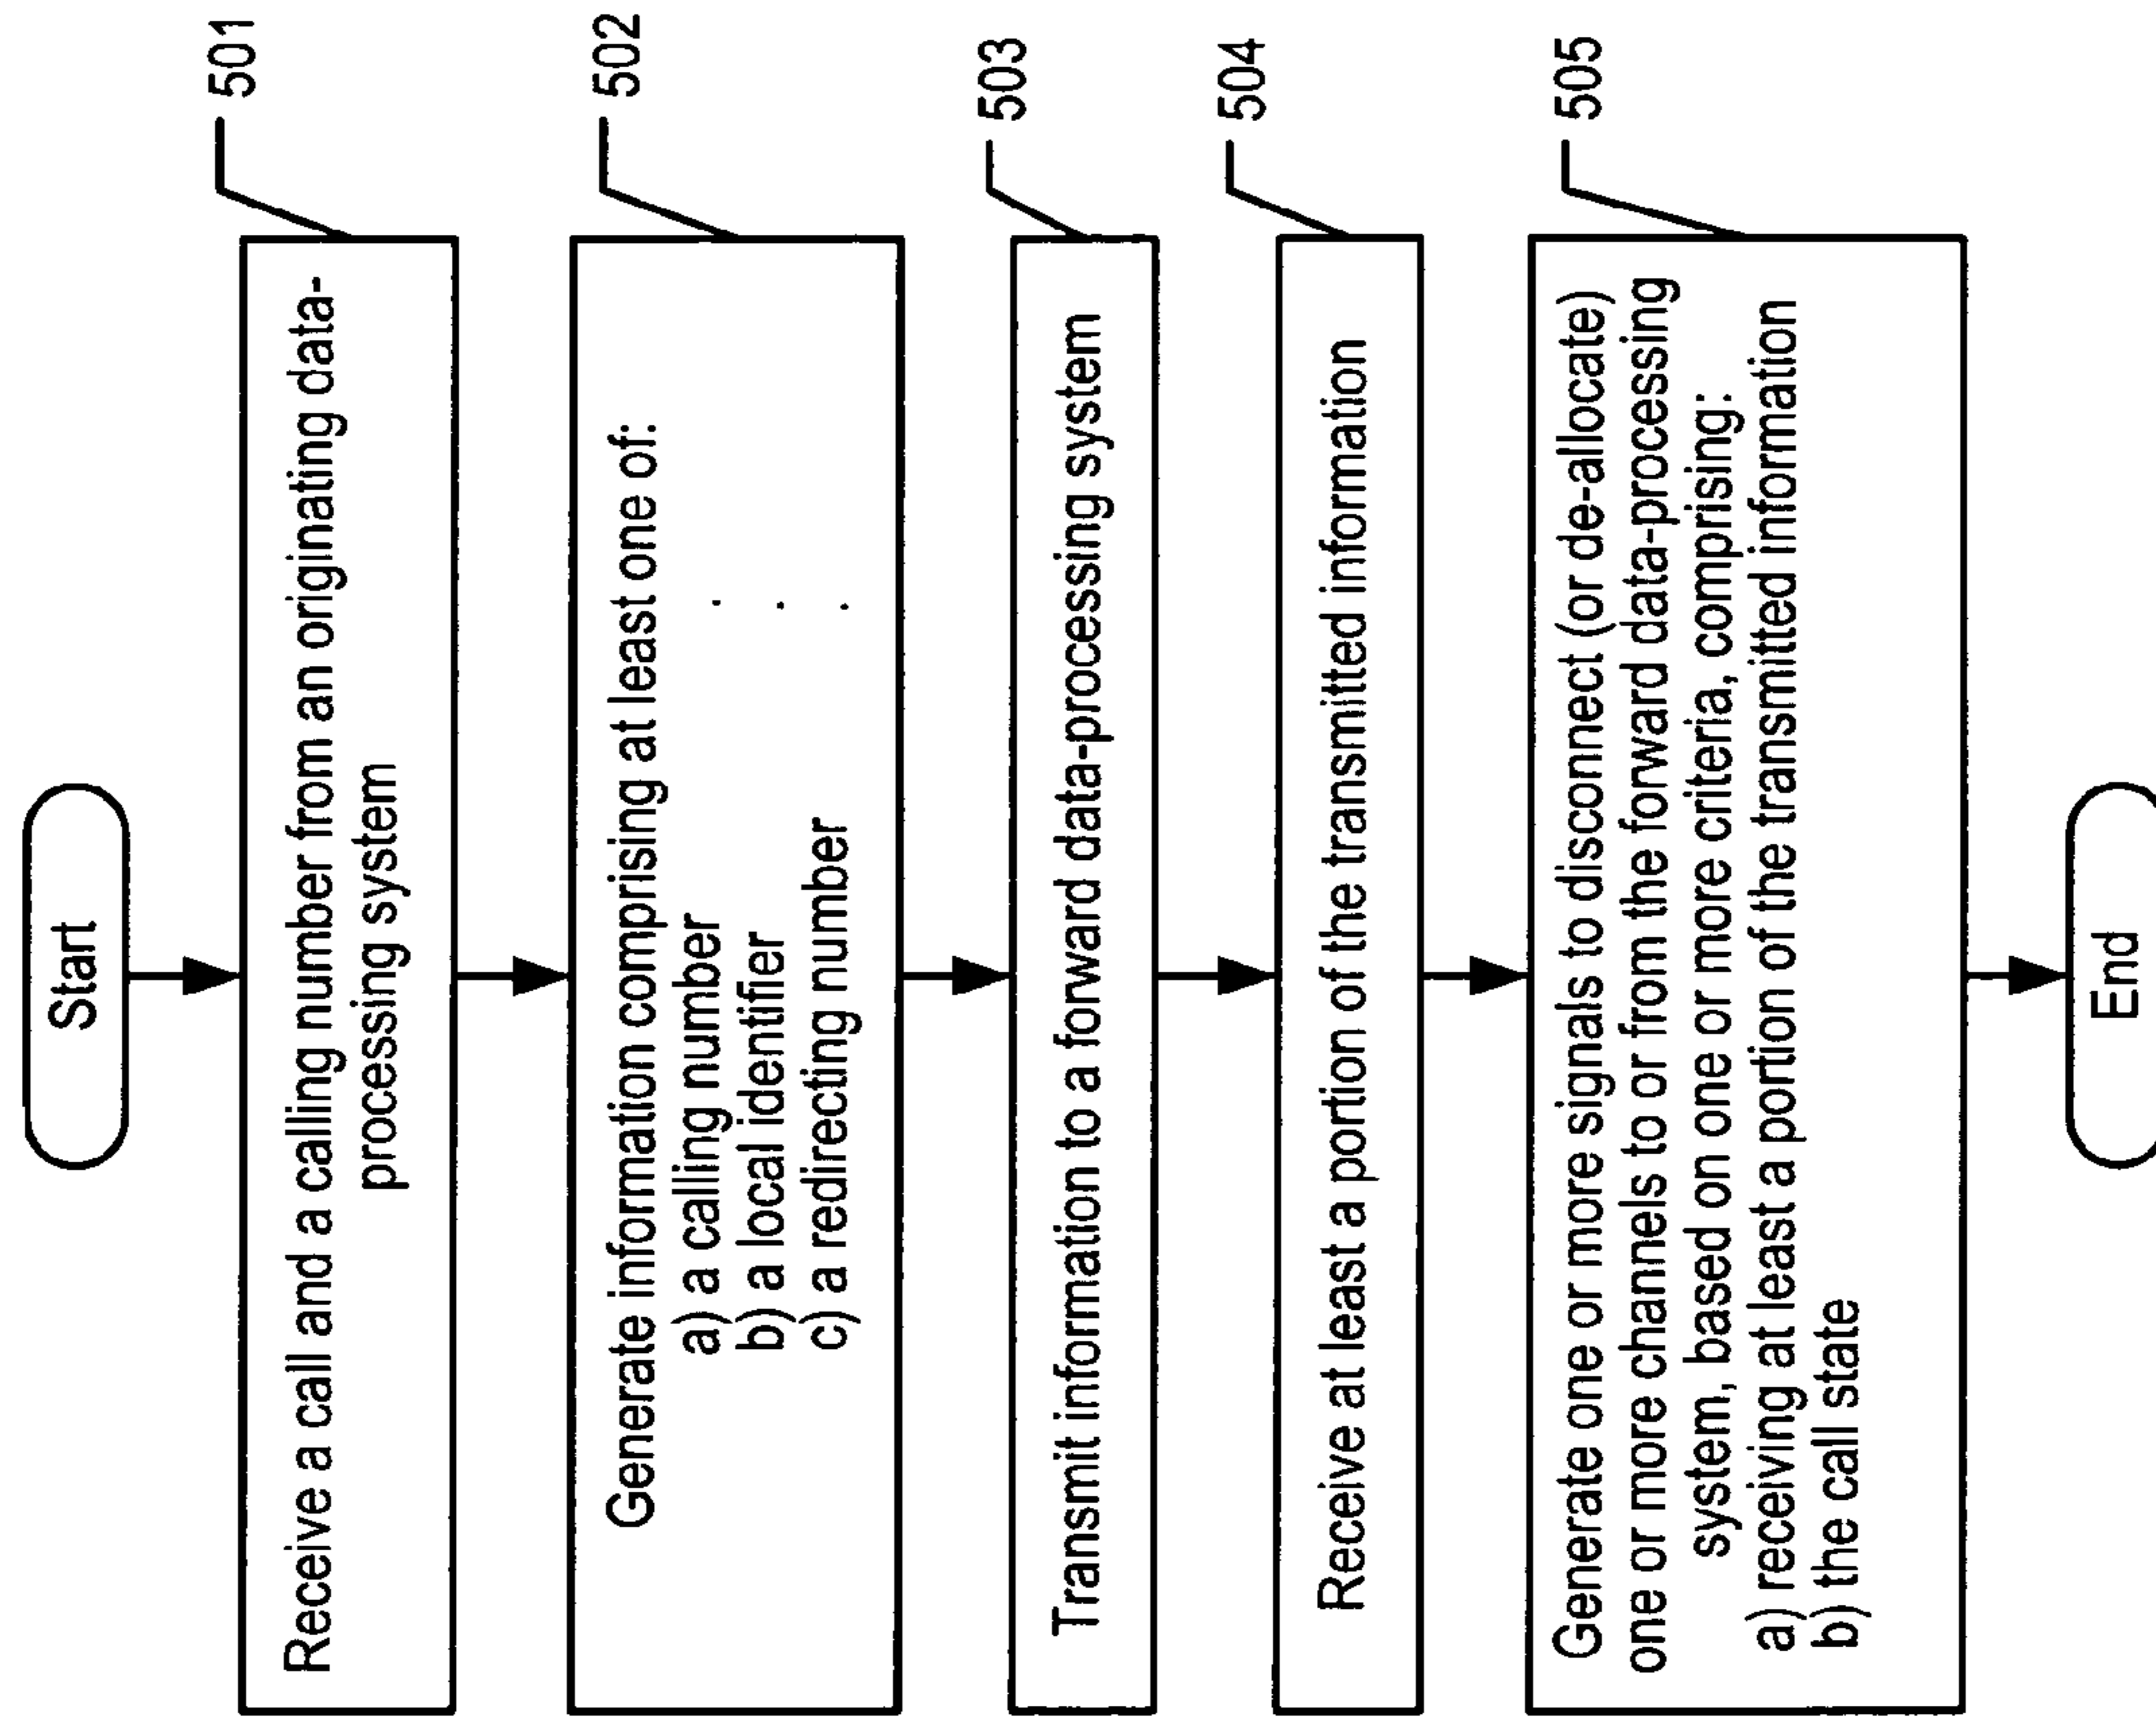 Start
501
Receive a call and a calling number from an originating data-
processing system
502
Generate information comprising at least one of:
a) a calling number
b) a local identifier
c) a redirecting number
503
Transmit information to a forward data-processing system
504
Receive at least a portion of the transmitted information
505
Generate one or more signals to disconnect (or de-allocate)
one or more channels to or from the forward data-processing
system, based on one or more criteria, comprising:
a) receiving at least a portion of the transmitted information
b) the call state
End